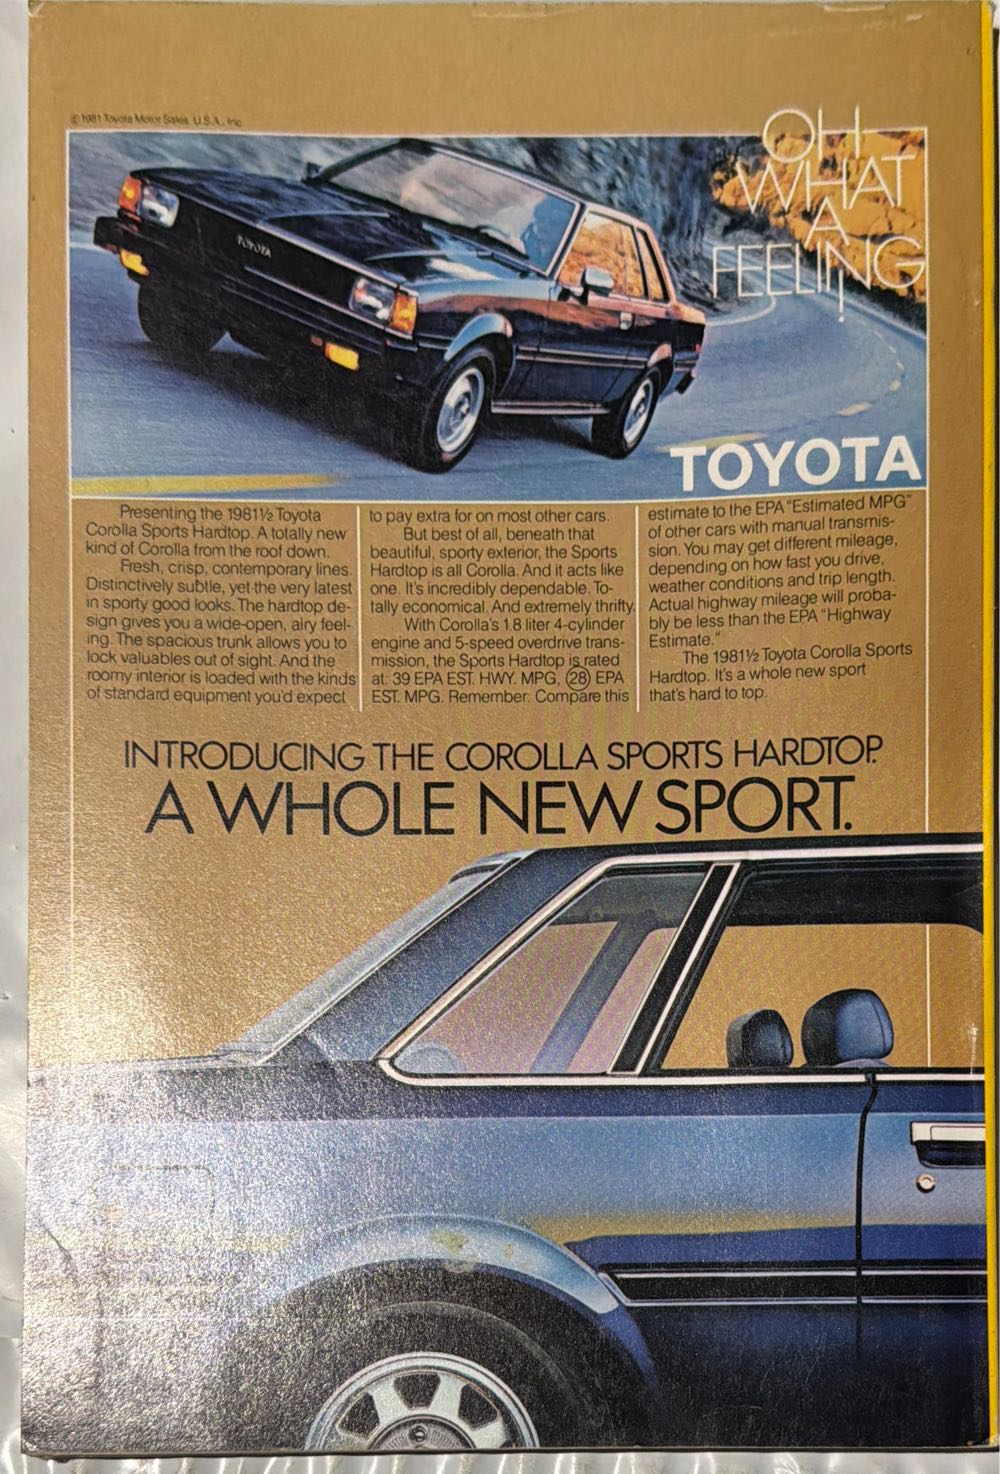 © 1981 Toyota Motor Sales, U.S.A., Inc.
OH
WHAT
A
FEELING!
TOYOTA
TOYOTA
Presenting the 1981½ Toyota
Corolla Sports Hardtop. A totally new
kind of Corolla from the roof down.
Fresh, crisp, contemporary lines.
Distinctively subtle, yet the very latest
in sporty good looks. The hardtop de-
sign gives you a wide-open, airy feel-
ing. The spacious trunk allows you to
lock valuables out of sight. And the
roomy interior is loaded with the kinds
of standard equipment you'd expect
to pay extra for on most other cars.
But best of all, beneath that
beautiful, sporty exterior, the Sports
Hardtop is all Corolla. And it acts like
one. It's incredibly dependable. To-
tally economical. And extremely thrifty.
With Corolla's 1.8 liter 4-cylinder
engine and 5-speed overdrive trans-
mission, the Sports Hardtop is rated
at: 39 EPA EST. HWY. MPG, 28 EPA
EST. MPG. Remember: Compare this
estimate to the EPA "Estimated MPG"
of other cars with manual transmis-
sion. You may get different mileage,
depending on how fast you drive,
weather conditions and trip length.
Actual highway mileage will proba-
bly be less than the EPA "Highway
Estimate."
The 1981½ Toyota Corolla Sports
Hardtop. It's a whole new sport
that's hard to top.
INTRODUCING THE COROLLA SPORTS HARDTOP.
A WHOLE NEW SPORT.